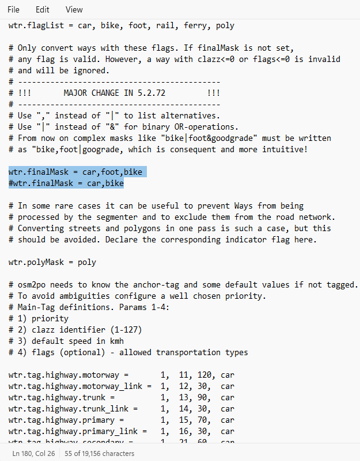 File Edit View
wtr.flagList = car, bike, foot, rail, ferry, poly
# Only convert ways with these flags. If finalMask is not set,
# any flag is valid. However, a way with clazz<=0 or flags<=0 is invalid
# and will be ignored.
# ----------------------------------------
# !!! MAJOR CHANGE IN 5.2.72 !!!
# ----------------------------------------
# Use "," instead of "|" to list alternatives.
# Use "|" instead of "&" for binary OR-operations.
# From now on complex masks like "bike|foot&goodgrade" must be written
# as "bike,foot|goograde, which is consequent and more intuitive!
wtr.finalMask = car,foot,bike
#wtr.finalMask = car,bike
# In some rare cases it can be useful to prevent Ways from being
# processed by the segmenter and to exclude them from the road network.
# Converting streets and polygons in one pass is such a case, but this
# should be avoided. Declare the corresponding indicator flag here.
wtr.polyMask = poly
# osm2po needs to know the anchor-tag and some default values if not tagged.
# To avoid ambiguities configure a well chosen priority.
# Main-Tag definitions. Params 1-4:
# 1) priority
# 2) clazz identifier (1-127)
# 3) default speed in kmh
# 4) flags (optional) - allowed transportation types
wtr.tag.highway.motorway = 1, 11, 120, car
wtr.tag.highway.motorway_link = 1, 12, 30, car
wtr.tag.highway.trunk = 1, 13, 90, car
wtr.tag.highway.trunk_link = 1, 14, 30, car
wtr.tag.highway.primary = 1, 15, 70, car
wtr.tag.highway.primary_link = 1, 16, 30, car
wtr.tag.highway.secondary = 1, 21, 60, car
Ln 180, Col 26 55 of 19,156 characters